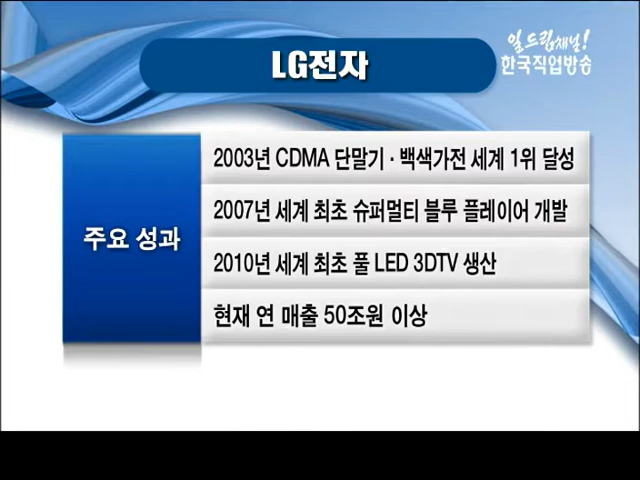 LG전자
일 드림채널!
한국직업방송
주요 성과
2003년 CDMA 단말기 · 백색가전 세계 1위 달성
2007년 세계 최초 슈퍼멀티 블루 플레이어 개발
2010년 세계 최초 풀 LED 3DTV 생산
현재 연 매출 50조원 이상